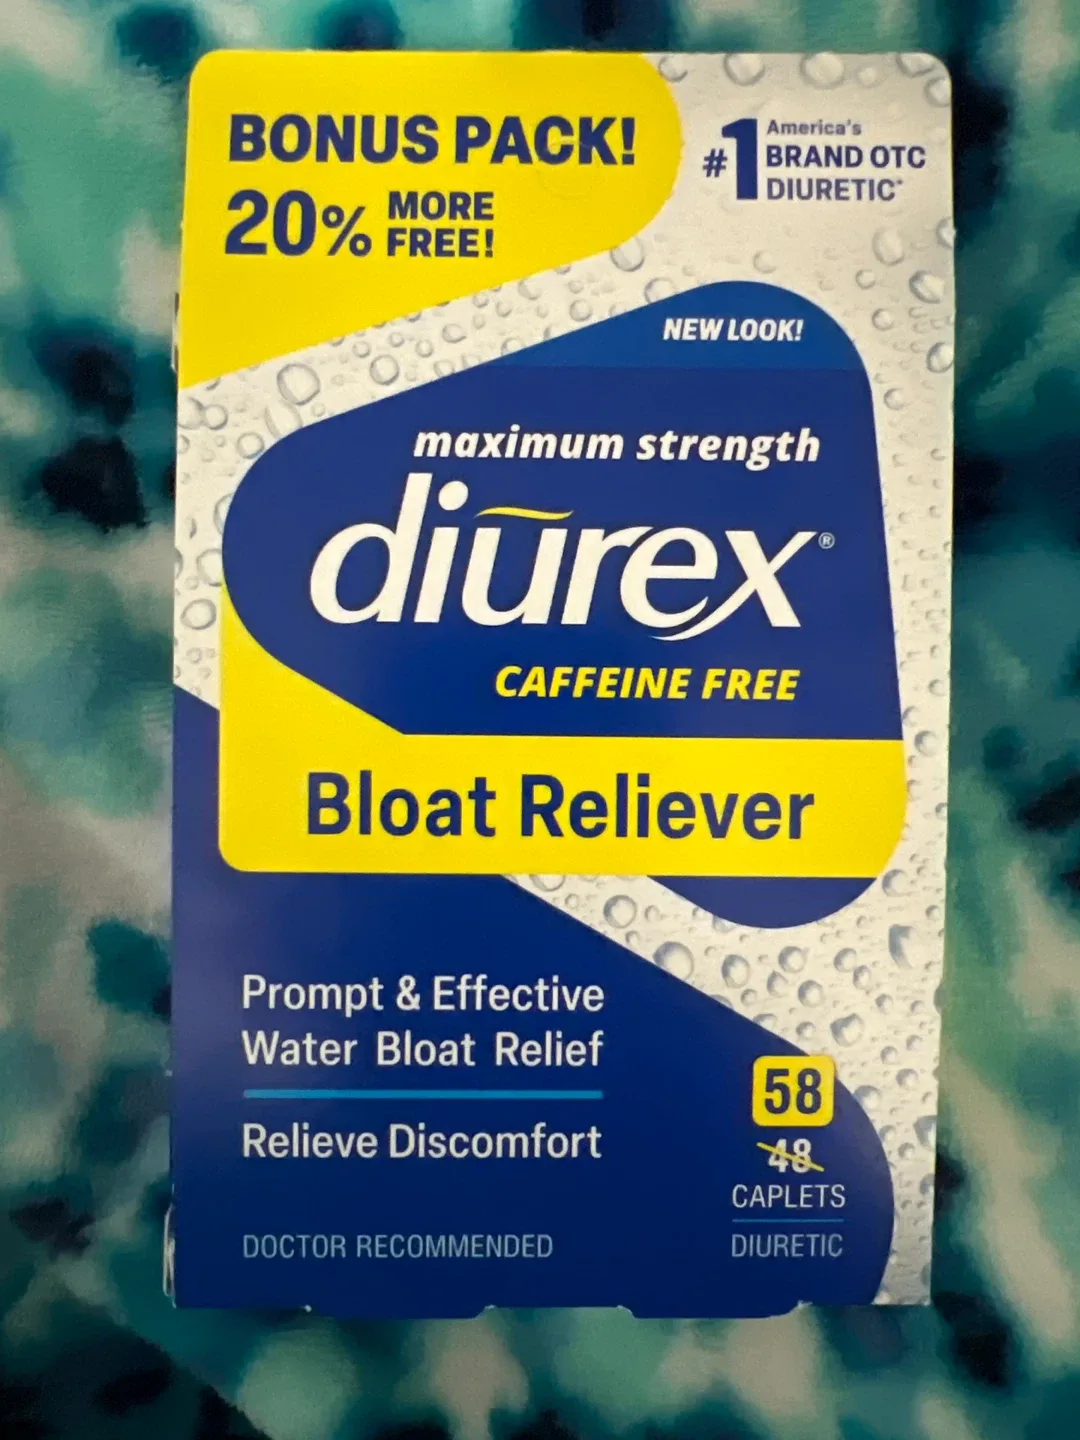 BONUS PACK!
20% MORE FREE!
#1 America's
BRAND OTC
DIURETIC*
NEW LOOK!
maximum strength
diūrex®
CAFFEINE FREE
Bloat Reliever
Prompt & Effective
Water Bloat Relief
Relieve Discomfort
DOCTOR RECOMMENDED
58
48
CAPLETS
DIURETIC